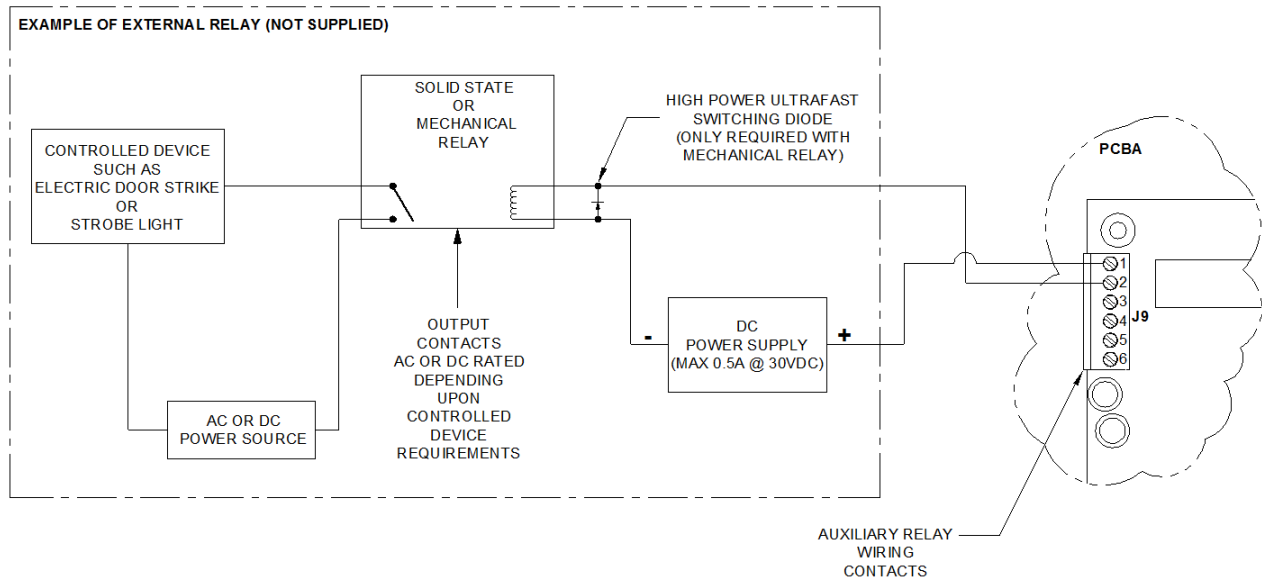 EXAMPLE OF EXTERNAL RELAY (NOT SUPPLIED)
SOLID STATE
OR
MECHANICAL
RELAY
HIGH POWER ULTRAFAST
SWITCHING DIODE
(ONLY REQUIRED WITH
MECHANICAL RELAY)
CONTROLLED DEVICE
SUCH AS
ELECTRIC DOOR STRIKE
OR
STROBE LIGHT
PCBA
1
2
3
4
5
6
J9
OUTPUT
CONTACTS
AC OR DC RATED
DEPENDING
UPON
CONTROLLED
DEVICE
REQUIREMENTS
-
DC
POWER SUPPLY
(MAX 0.5A @ 30VDC)
+
AC OR DC
POWER SOURCE
AUXILIARY RELAY
WIRING
CONTACTS